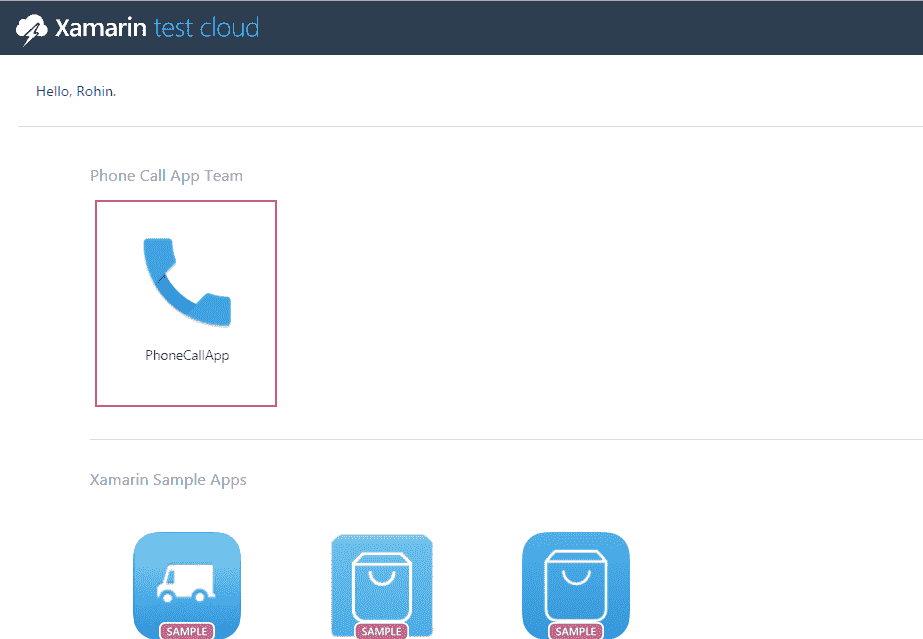 Xamarin test cloud
Hello, Rohin.
Phone Call App Team
PhoneCallApp
Xamarin Sample Apps
SAMPLE SAMPLE SAMPLE